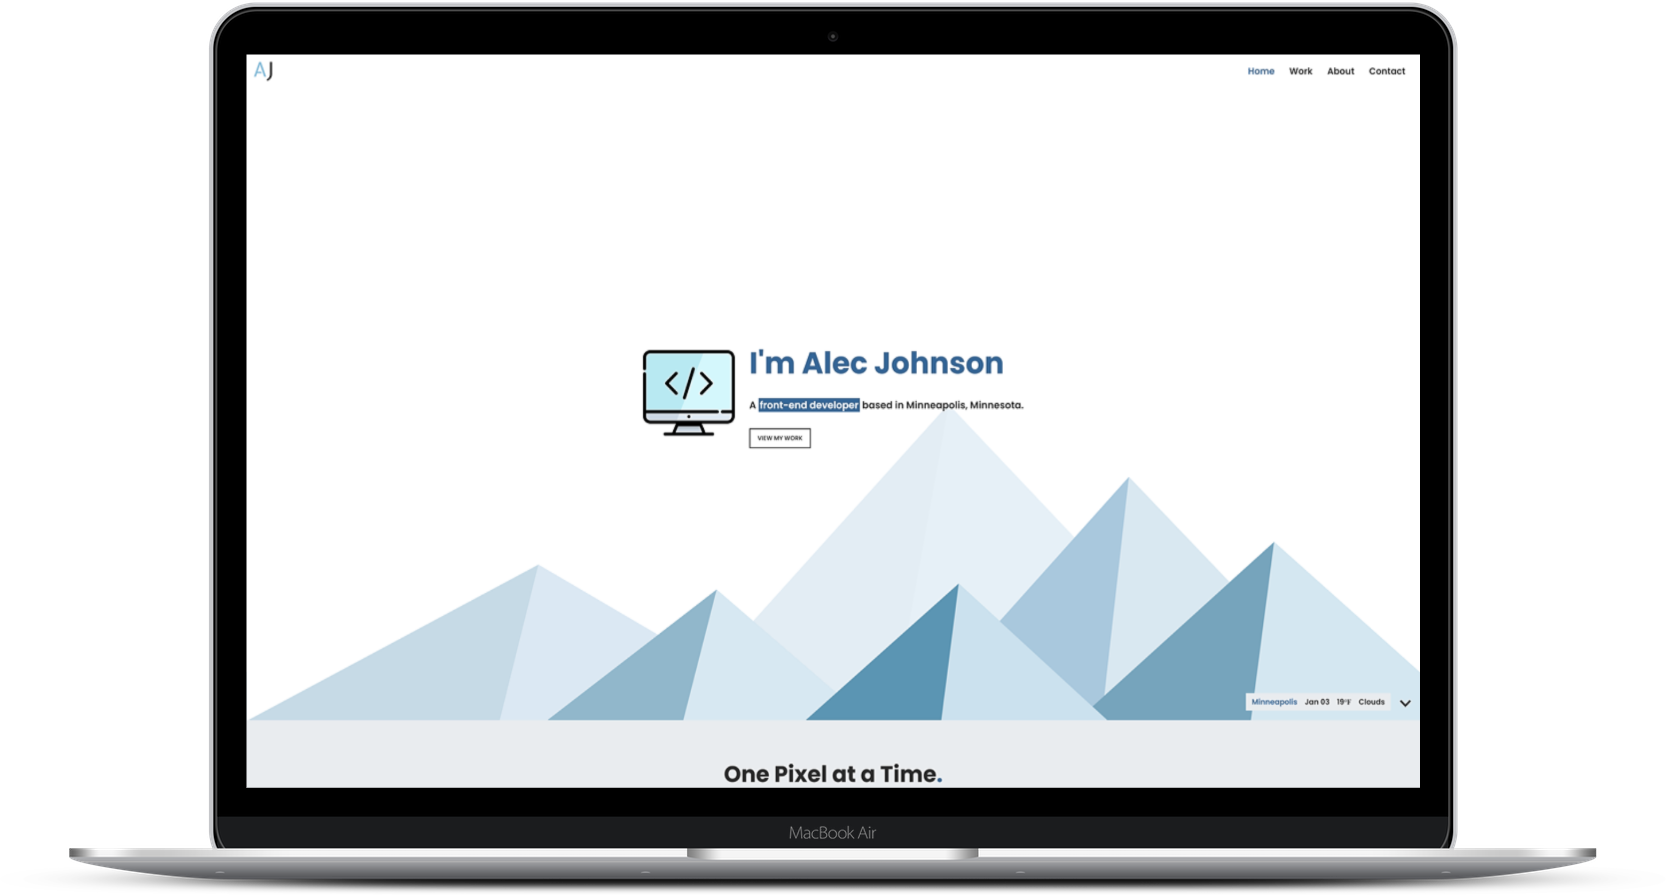 AJ
Home Work About Contact
</>
I'm Alec Johnson
A front-end developer based in Minneapolis, Minnesota.
VIEW MY WORK
Minneapolis Jan 03 19°F Clouds
One Pixel at a Time.
MacBook Air